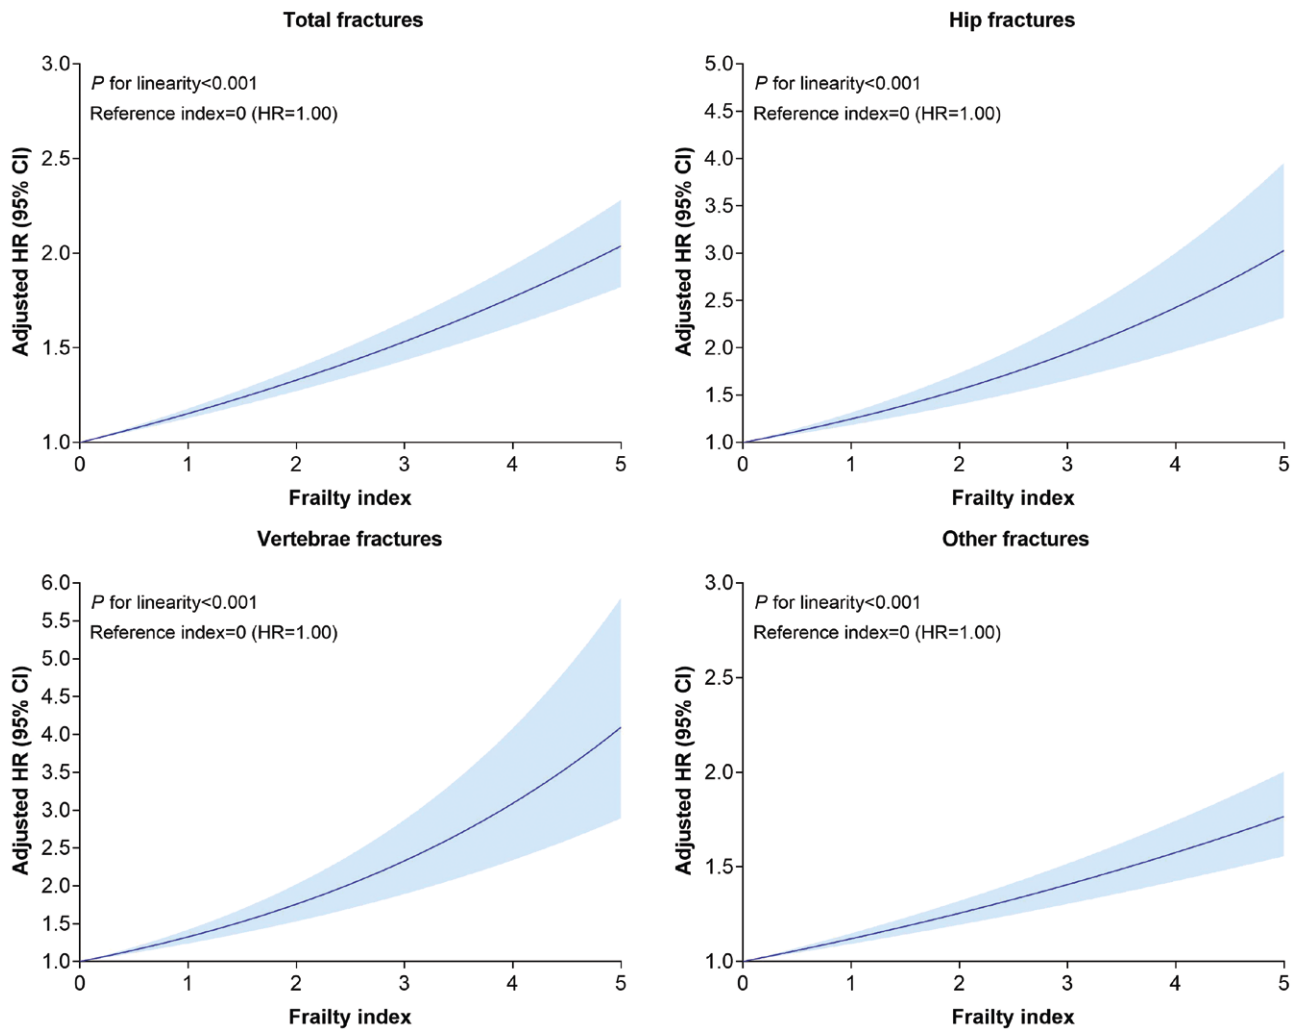 Total fractures
Adjusted HR (95% CI)
3.0
2.5
2.0
1.5
1.0
P for linearity<0.001
Reference index=0 (HR=1.00)
0 1 2 3 4 5
Frailty index
Hip fractures
Adjusted HR (95% CI)
5.0
4.5
4.0
3.5
3.0
2.5
2.0
1.5
1.0
P for linearity<0.001
Reference index=0 (HR=1.00)
0 1 2 3 4 5
Frailty index
Vertebrae fractures
Adjusted HR (95% CI)
6.0
5.5
5.0
4.5
4.0
3.5
3.0
2.5
2.0
1.5
1.0
P for linearity<0.001
Reference index=0 (HR=1.00)
0 1 2 3 4 5
Frailty index
Other fractures
Adjusted HR (95% CI)
3.0
2.5
2.0
1.5
1.0
P for linearity<0.001
Reference index=0 (HR=1.00)
0 1 2 3 4 5
Frailty index